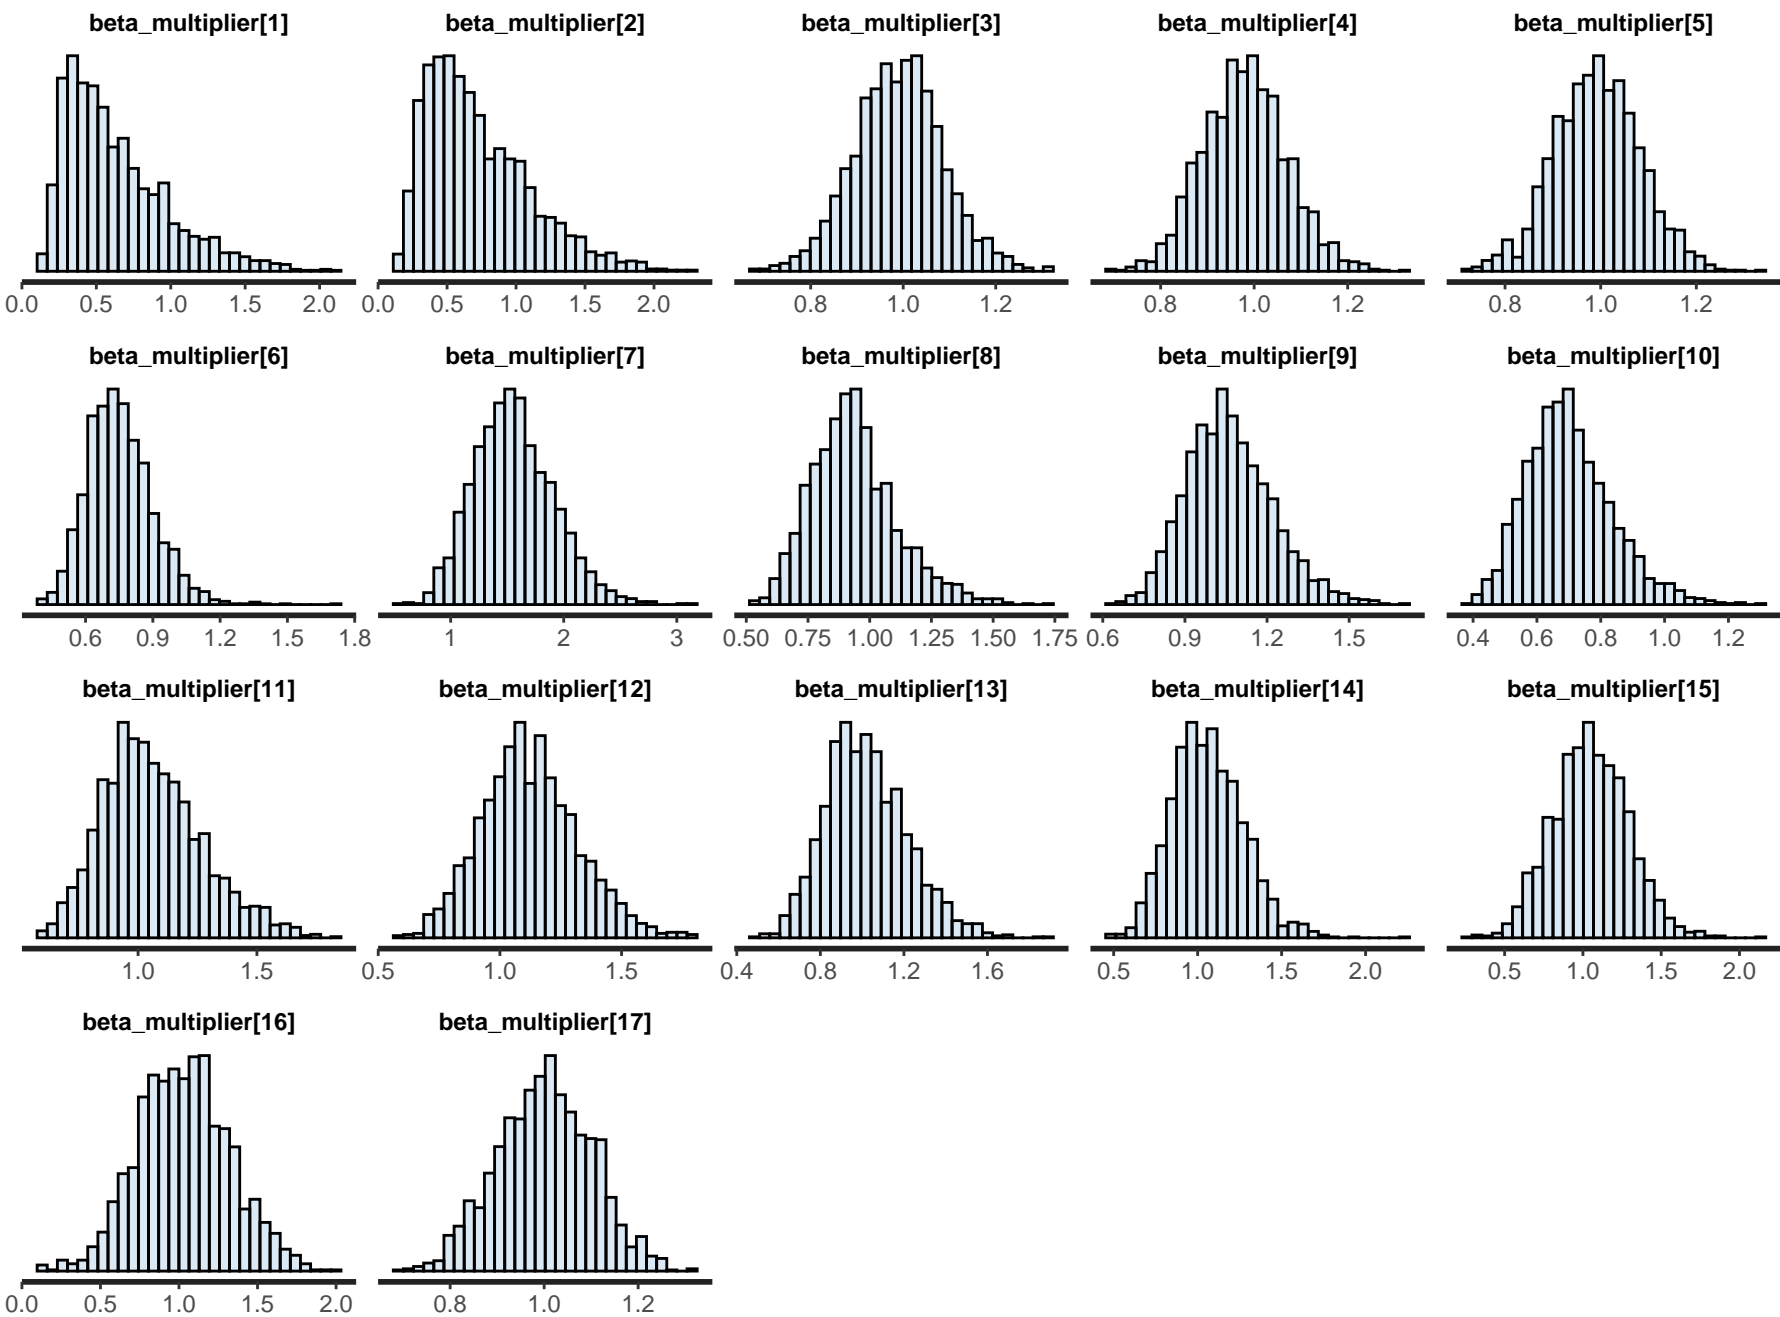 beta_multiplier[1] beta_multiplier[2] beta_multiplier[3] beta_multiplier[4] beta_multiplier[5]
0.0 0.5 1.0 1.5 2.0 0.0 0.5 1.0 1.5 2.0 0.8 1.0 1.2 0.8 1.0 1.2 0.8 1.0 1.2
beta_multiplier[6] beta_multiplier[7] beta_multiplier[8] beta_multiplier[9] beta_multiplier[10]
0.6 0.9 1.2 1.5 1.8 1 2 3 0.50 0.75 1.00 1.25 1.50 1.75 0.6 0.9 1.2 1.5 0.4 0.6 0.8 1.0 1.2
beta_multiplier[11] beta_multiplier[12] beta_multiplier[13] beta_multiplier[14] beta_multiplier[15]
1.0 1.5 0.5 1.0 1.5 0.4 0.8 1.2 1.6 0.5 1.0 1.5 2.0 0.5 1.0 1.5 2.0
beta_multiplier[16] beta_multiplier[17]
0.0 0.5 1.0 1.5 2.0 0.8 1.0 1.2